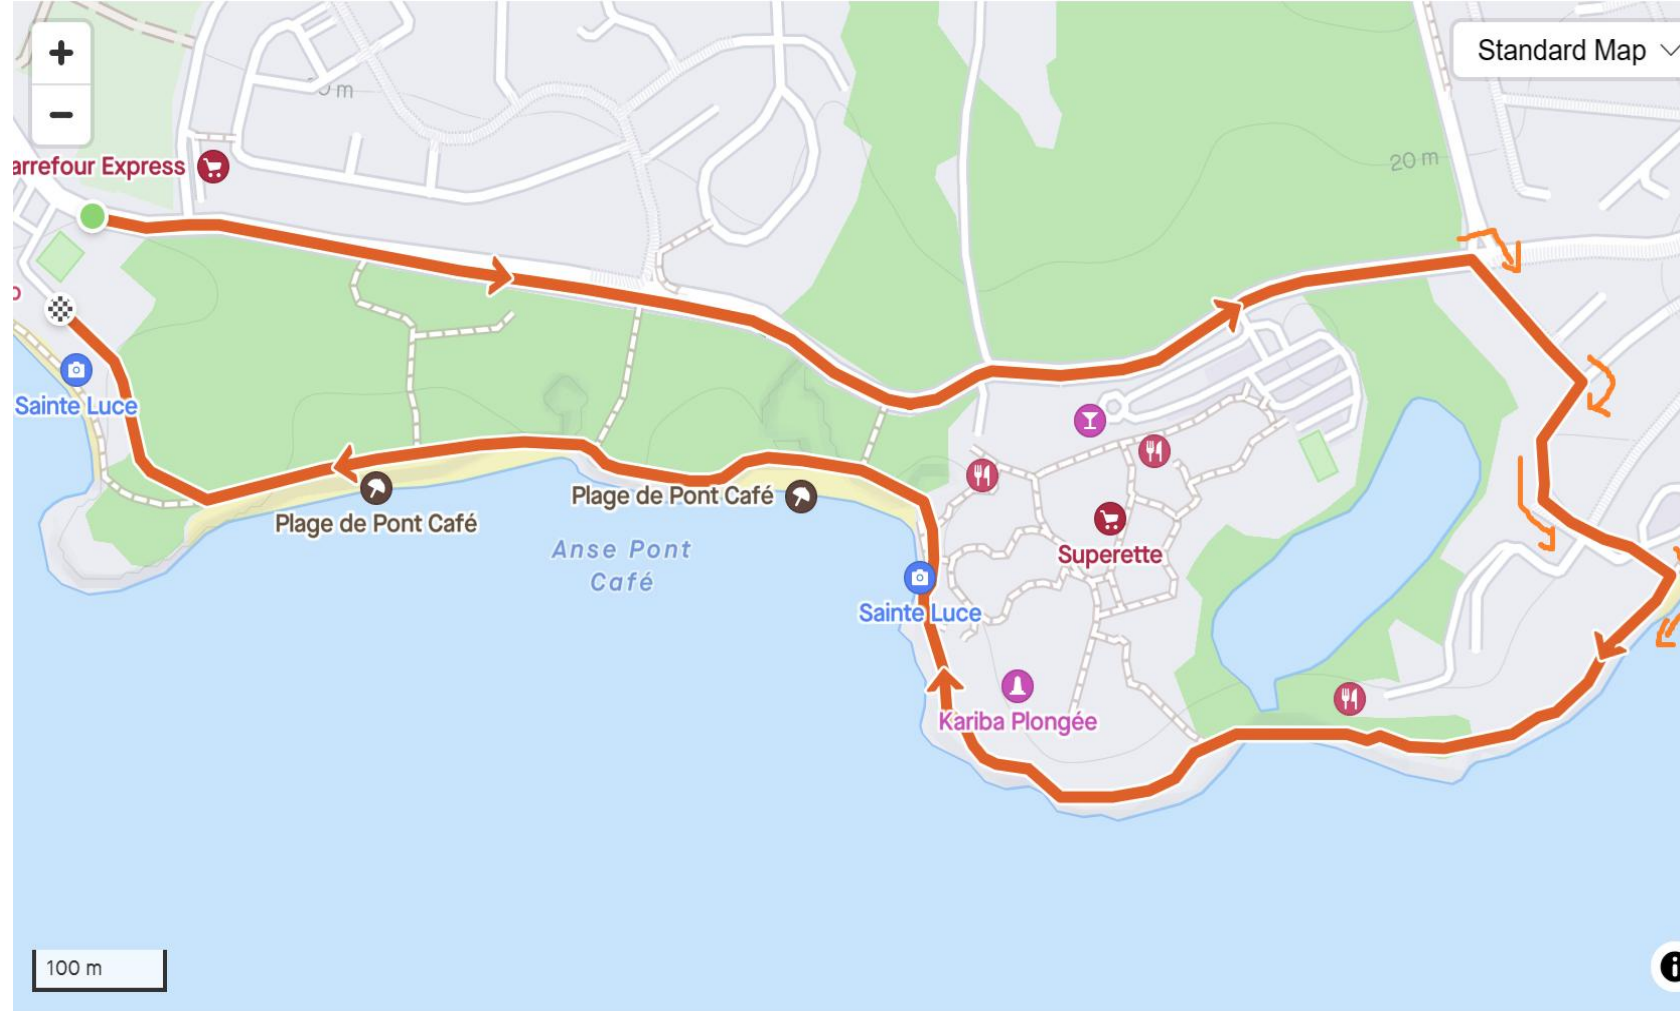 +
Standard Map
−
m
20 m
arrefour Express
Sainte Luce
Plage de Pont Café
Plage de Pont Café
Anse Pont
Café
Superette
Sainte Luce
Kariba Plongée
100 m
i